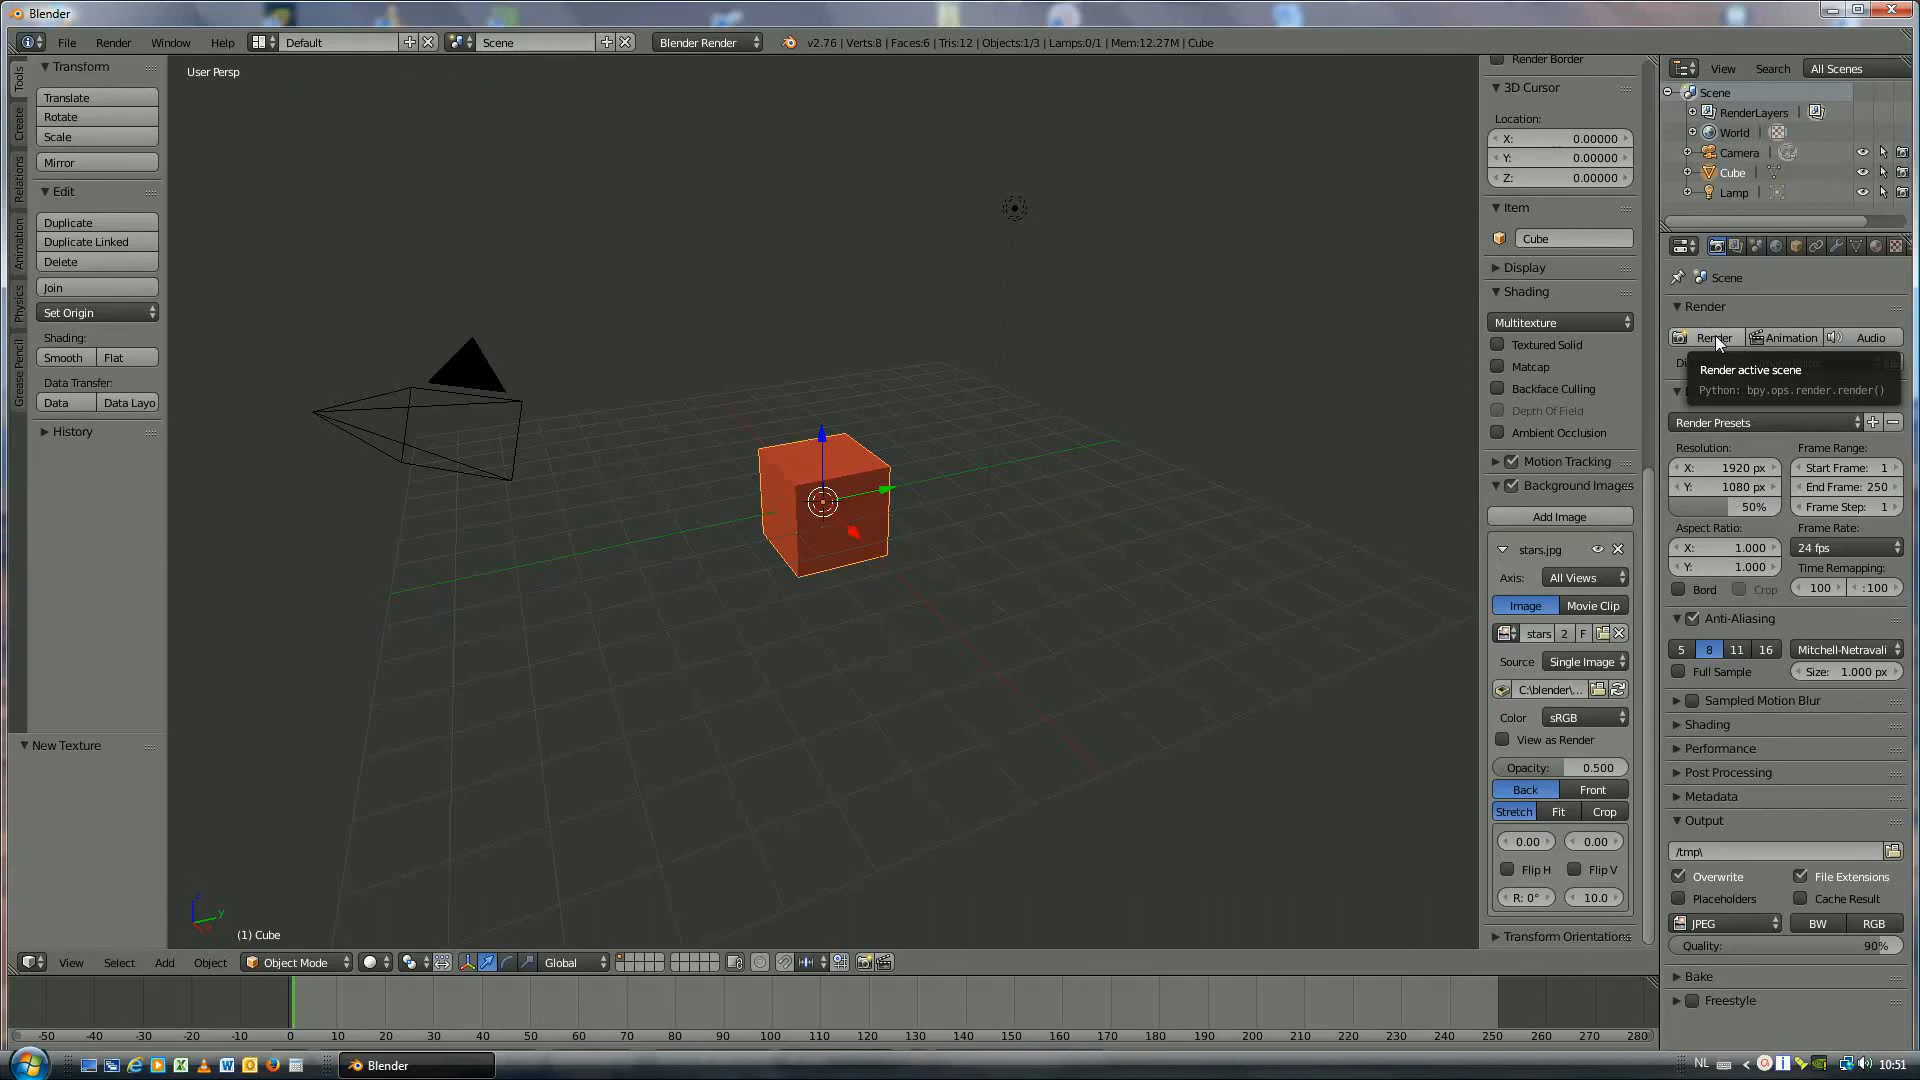 Blender
File Render Window Help Default Scene Blender Render v2.76 | Verts:8 | Faces:6 | Tris:12 | Objects:1/3 | Lamps:0/1 | Mem:12.27M | Cube
Tools
Create
Relations
Animation
Physics
Grease Pencil
Transform
Translate
Rotate
Scale
Mirror
Edit
Duplicate
Duplicate Linked
Delete
Join
Set Origin
Shading:
Smooth Flat
Data Transfer:
Data Data Layo
History
New Texture
User Persp
(1) Cube
Render Border
3D Cursor
Location:
X: 0.00000
Y: 0.00000
Z: 0.00000
Item
Cube
Display
Shading
Multitexture
Textured Solid
Matcap
Backface Culling
Depth Of Field
Ambient Occlusion
Motion Tracking
Background Images
Add Image
stars.jpg
Axis: All Views
Image Movie Clip
stars 2 F
Source Single Image
C:\blender\...
Color sRGB
View as Render
Opacity: 0.500
Back Front
Stretch Fit Crop
0.00 0.00
Flip H Flip V
R: 0° 10.0
Transform Orientations
View Search All Scenes
Scene
RenderLayers
World
Camera
Cube
Lamp
Scene
Render
Render Animation Audio
Render active scene
Python: bpy.ops.render.render()
Render Presets
Resolution: Frame Range:
X: 1920 px Start Frame: 1
Y: 1080 px End Frame: 250
50% Frame Step: 1
Aspect Ratio: Frame Rate:
X: 1.000 24 fps
Y: 1.000 Time Remapping:
Bord Crop 100 :100
Anti-Aliasing
5 8 11 16 Mitchell-Netravali
Full Sample Size: 1.000 px
Sampled Motion Blur
Shading
Performance
Post Processing
Metadata
Output
/tmp\
Overwrite File Extensions
Placeholders Cache Result
JPEG BW RGB
Quality: 90%
Bake
Freestyle
View Select Add Object Object Mode Global
-50 -40 -30 -20 -10 0 10 20 30 40 50 60 70 80 90 100 110 120 130 140 150 160 170 180 190 200 210 220 230 240 250 260 270 280
Blender NL 10:51